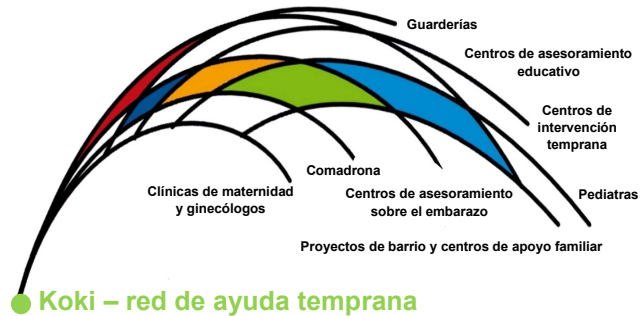 Guarderías
Centros de asesoramiento
educativo
Centros de
intervención
temprana
Comadrona
Clínicas de maternidad
y ginecólogos
Centros de asesoramiento
sobre el embarazo
Pediatras
Proyectos de barrio y centros de apoyo familiar
Koki – red de ayuda temprana